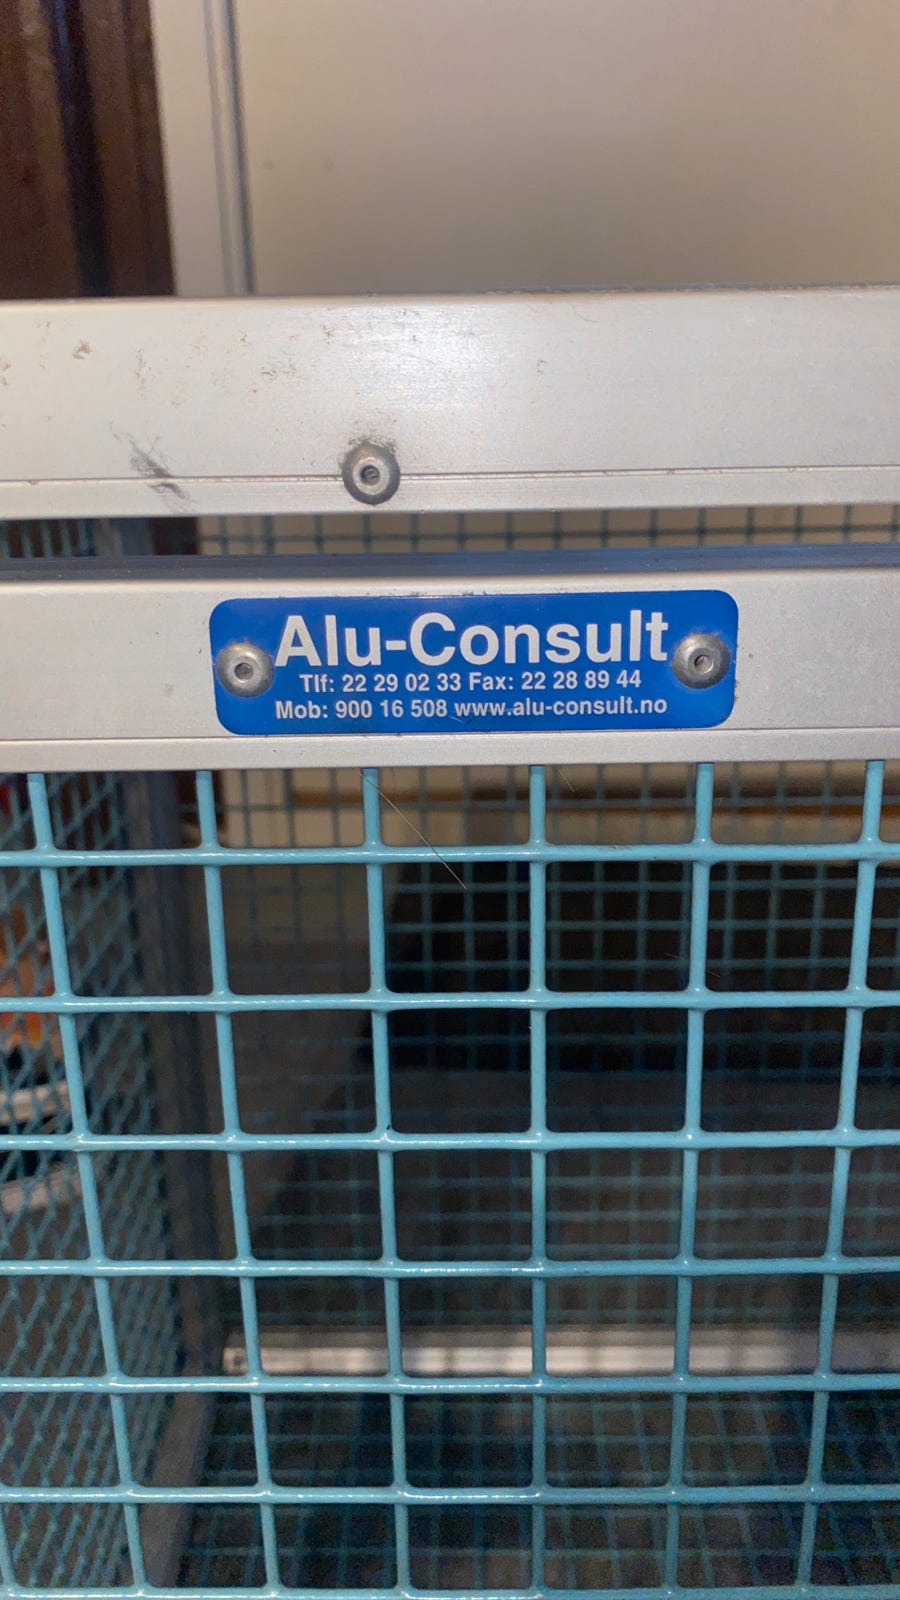 Alu-Consult
Tlf: 22 29 02 33 Fax: 22 28 89 44
Mob: 900 16 508 www.alu-consult.no